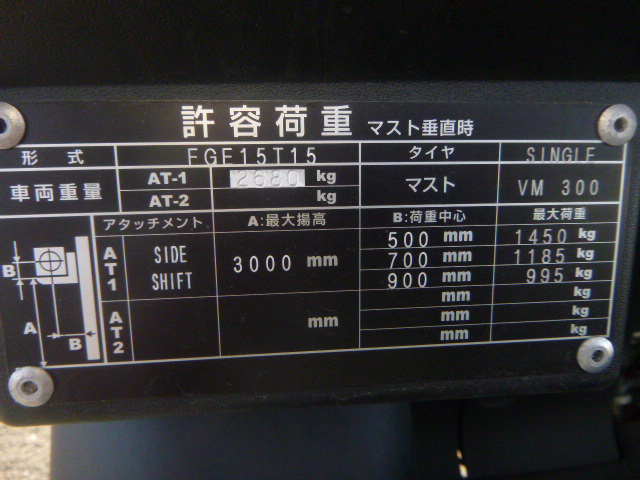 許容荷重 マスト垂直時
形式 FGE15T15 タイヤ SINGLE
車両重量 AT-1 2680 kg マスト VM 300
AT-2 kg
アタッチメント A:最大揚高 B:荷重中心 最大荷重
AT1 SIDE SHIFT 3000 mm 500 mm 1450 kg
700 mm 1185 kg
900 mm 995 kg
mm kg
AT2 mm mm kg
mm kg
B
A
B